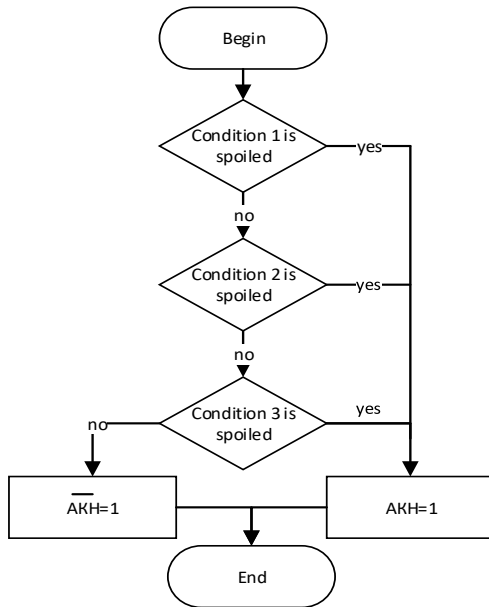 Begin
Condition 1 is
spoiled
yes
no
Condition 2 is
spoiled
yes
no
Condition 3 is
spoiled
yes
no
A̅K̅H=1
AKH=1
End